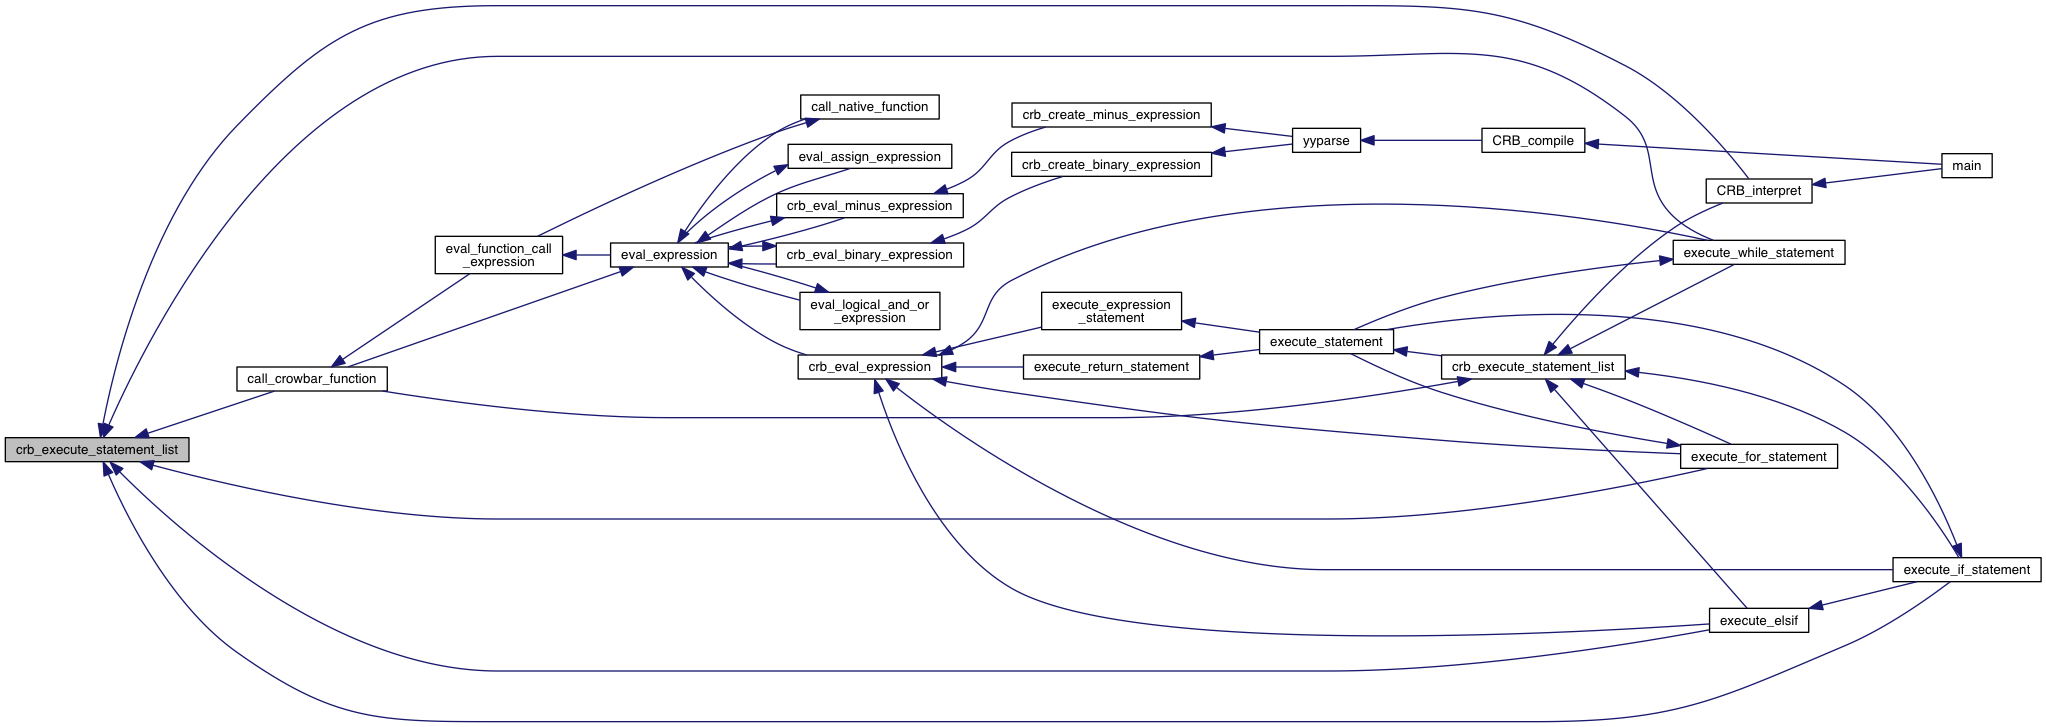 call_native_function
crb_create_minus_expression
yyparse
CRB_compile
eval_assign_expression
crb_create_binary_expression
main
CRB_interpret
crb_eval_minus_expression
eval_function_call
_expression
eval_expression
crb_eval_binary_expression
execute_while_statement
eval_logical_and_or
_expression
execute_expression
_statement
execute_statement
call_crowbar_function
crb_eval_expression
execute_return_statement
crb_execute_statement_list
crb_execute_statement_list
execute_for_statement
execute_if_statement
execute_elsif